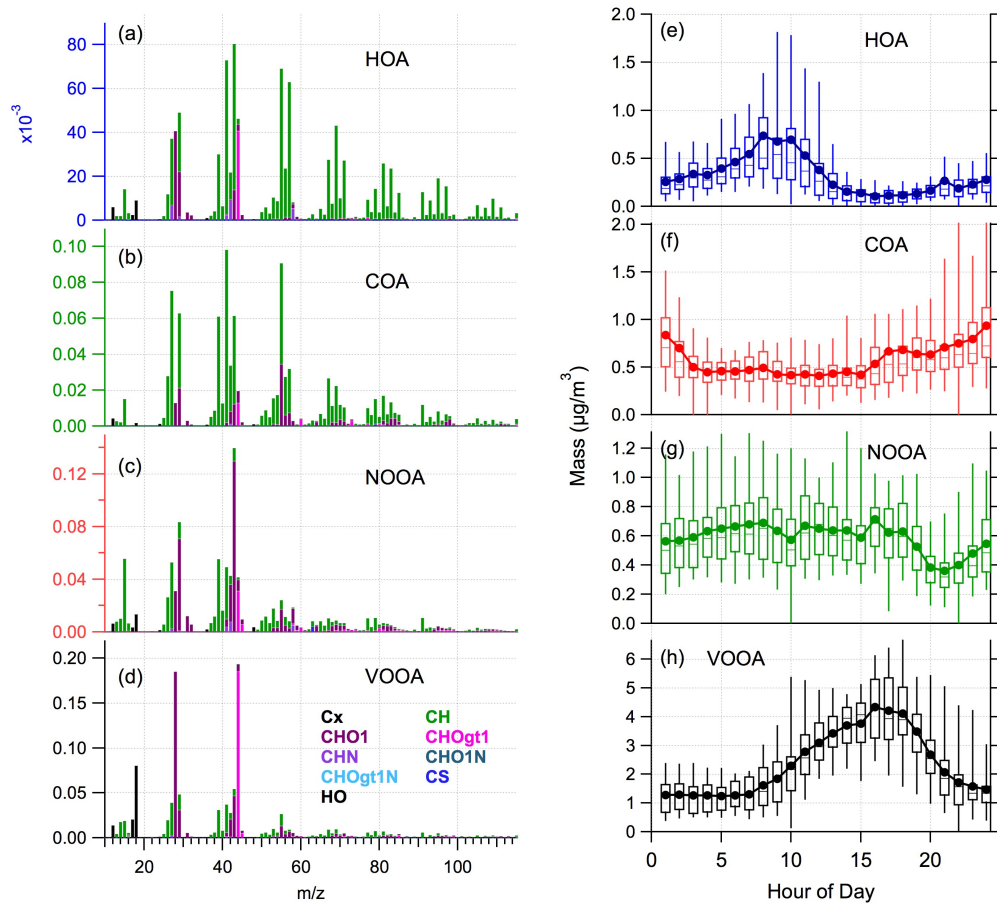 (a)
HOA
80
60
40
20
0
x10⁻³
(b)
COA
0.10
0.08
0.06
0.04
0.02
0.00
(c)
NOOA
0.12
0.08
0.04
0.00
(d)
VOOA
0.20
0.15
0.10
0.05
0.00
Cx CH
CHO1 CHOgt1
CHN CHO1N
CHOgt1N CS
HO
20 40 60 80 100
m/z
(e)
HOA
2.0
1.5
1.0
0.5
0.0
(f)
COA
2.0
1.5
1.0
0.5
0.0
Mass (µg/m³)
(g)
NOOA
1.2
1.0
0.8
0.6
0.4
0.2
0.0
(h)
VOOA
6
5
4
3
2
1
0
0 5 10 15 20
Hour of Day